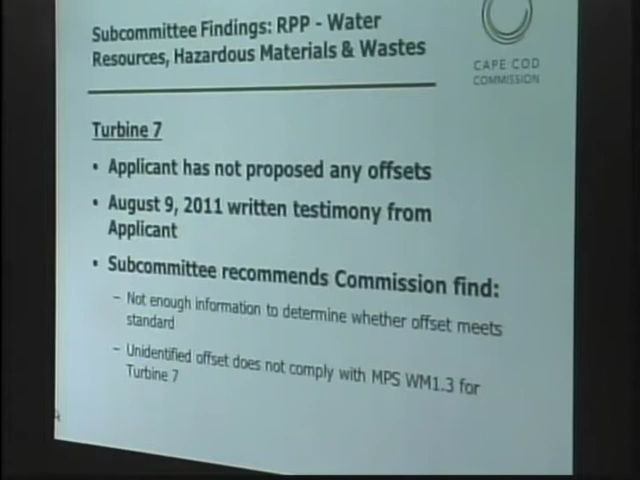 Subcommittee Findings: RPP - Water
Resources, Hazardous Materials & Wastes
CAPE COD
COMMISSION
Turbine 7
• Applicant has not proposed any offsets
• August 9, 2011 written testimony from
Applicant
• Subcommittee recommends Commission find:
– Not enough information to determine whether offset meets
standard
– Unidentified offset does not comply with MPS WM1.3 for
Turbine 7